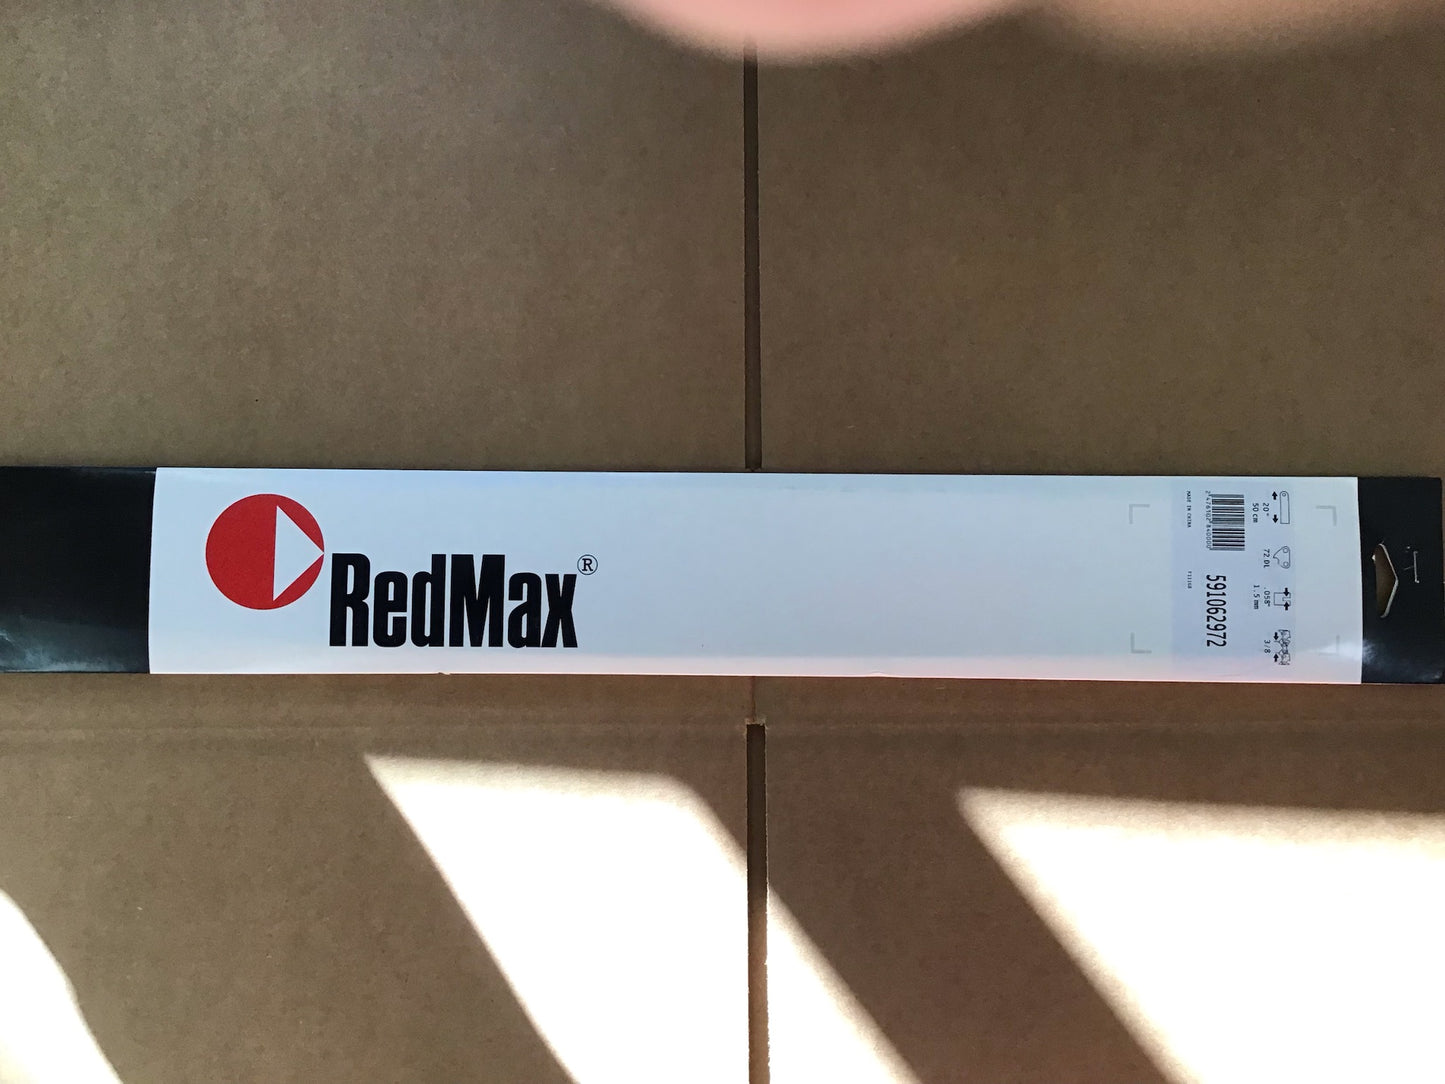 RedMax®
20"
50 cm
72 DL
.058"
1.5 mm
3/8
591062972
MADE IN CHINA